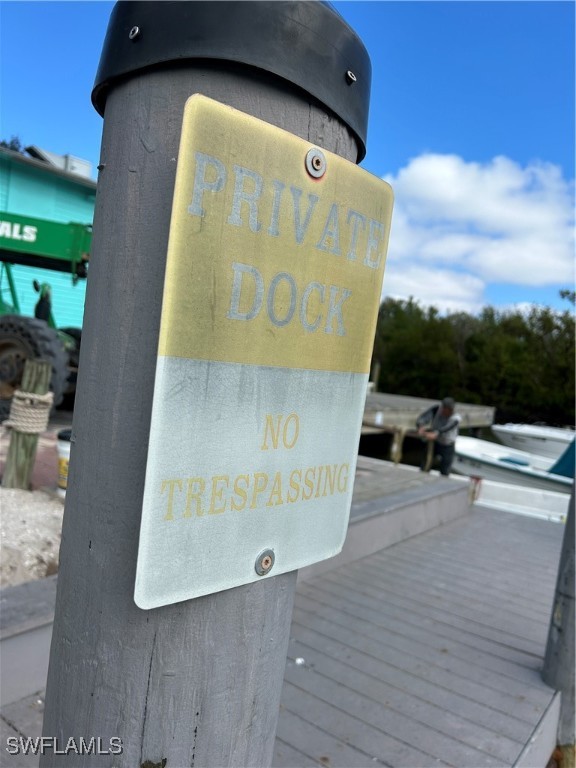 PRIVATE
DOCK
NO
TRESPASSING
ALS
SWFLAMLS